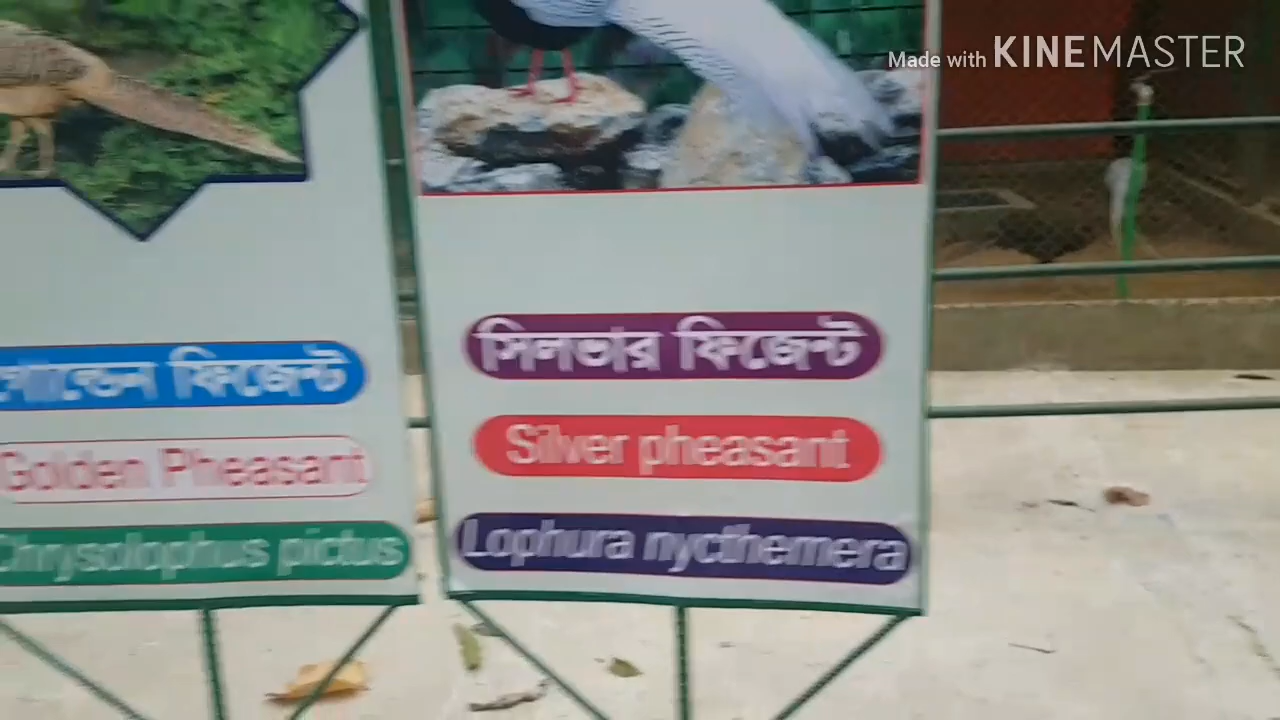 Made with KINEMASTER
গোল্ডেন ফিজেন্ট
Golden Pheasant
Chrysolophus pictus
সিলভার ফিজেন্ট
Silver pheasant
Lophura nycthemera